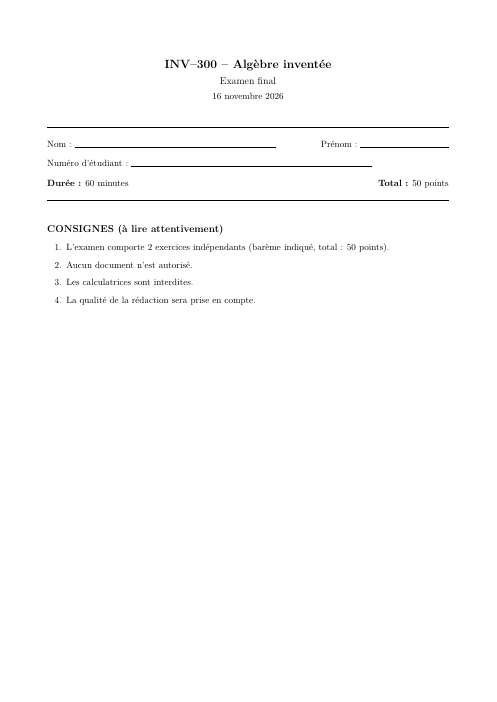 INV–300 – Algèbre inventée
Examen final
16 novembre 2026
Nom :
Prénom :
Numéro d'étudiant :
Durée : 60 minutes
Total : 50 points
CONSIGNES (à lire attentivement)
1. L'examen comporte 2 exercices indépendants (barème indiqué, total : 50 points).
2. Aucun document n'est autorisé.
3. Les calculatrices sont interdites.
4. La qualité de la rédaction sera prise en compte.